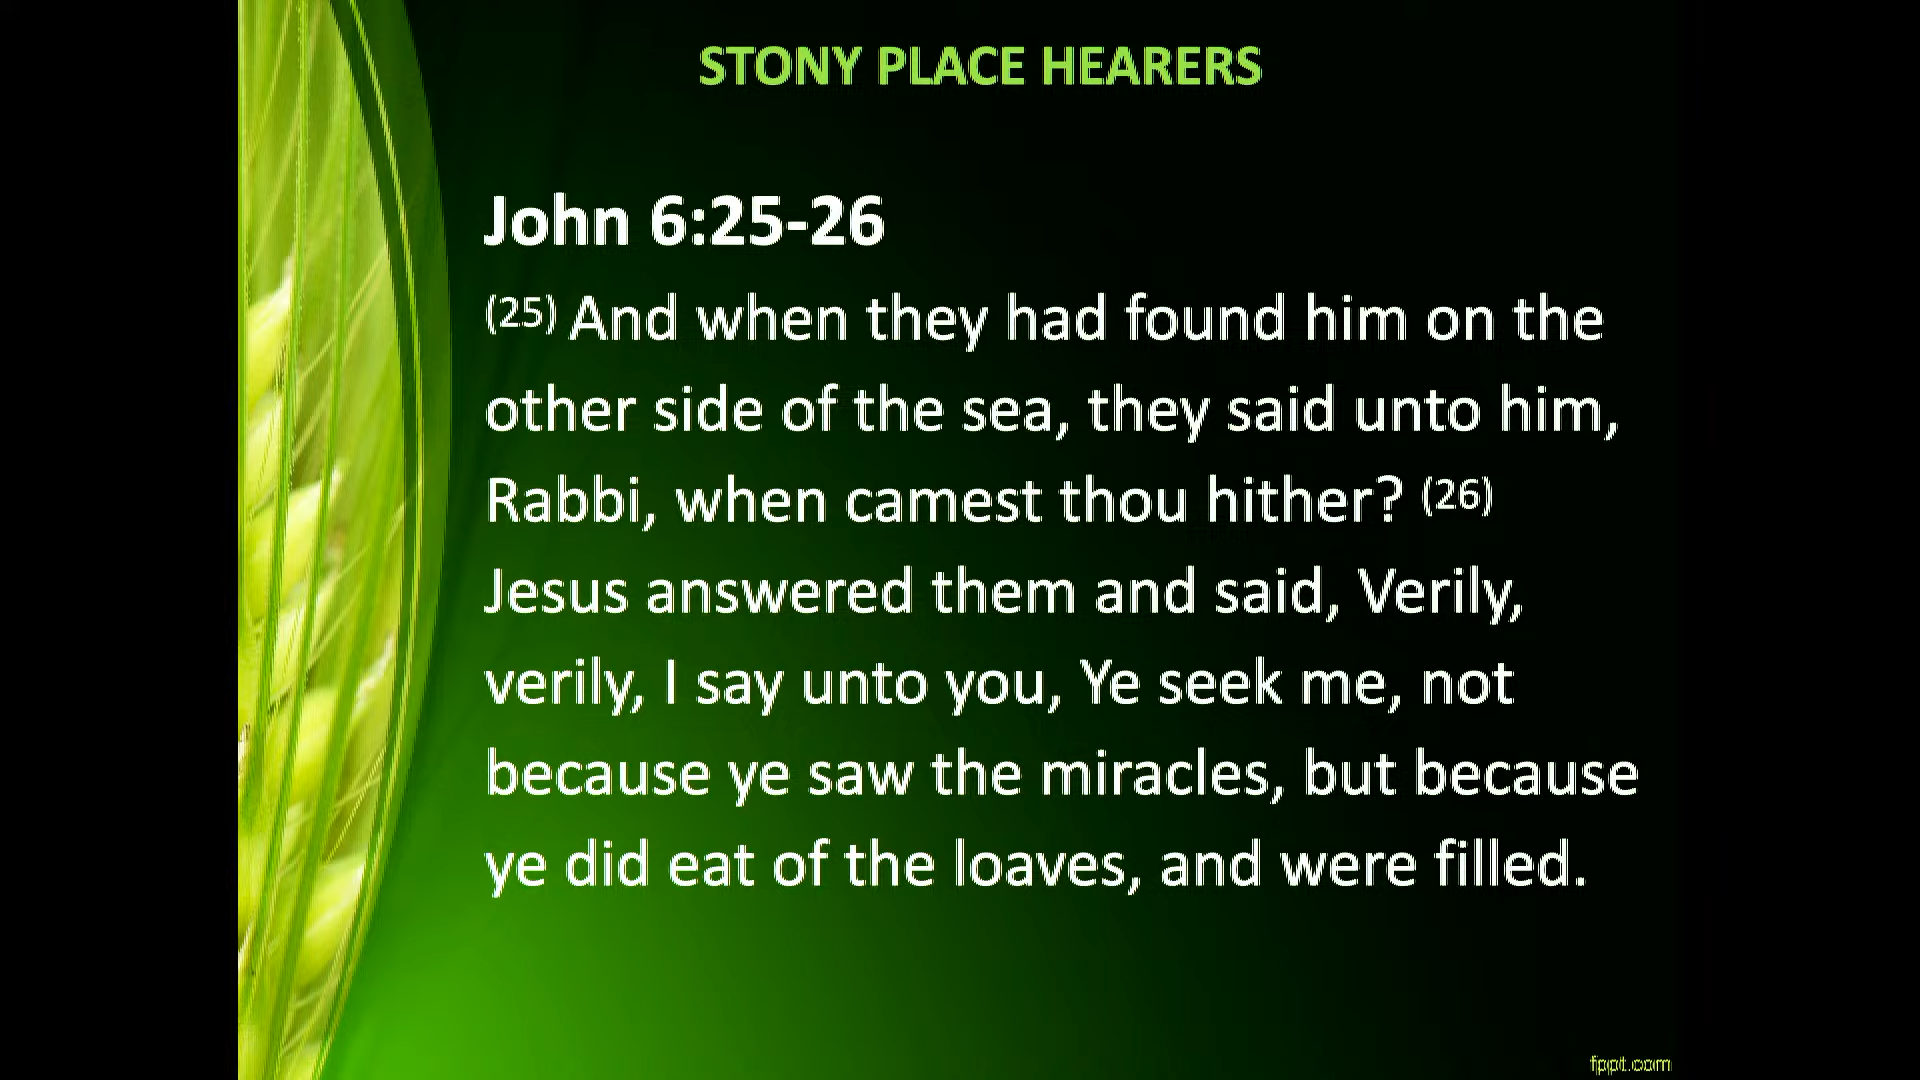 STONY PLACE HEARERS
John 6:25-26
(25) And when they had found him on the
other side of the sea, they said unto him,
Rabbi, when camest thou hither? (26)
Jesus answered them and said, Verily,
verily, I say unto you, Ye seek me, not
because ye saw the miracles, but because
ye did eat of the loaves, and were filled.
fppt.com